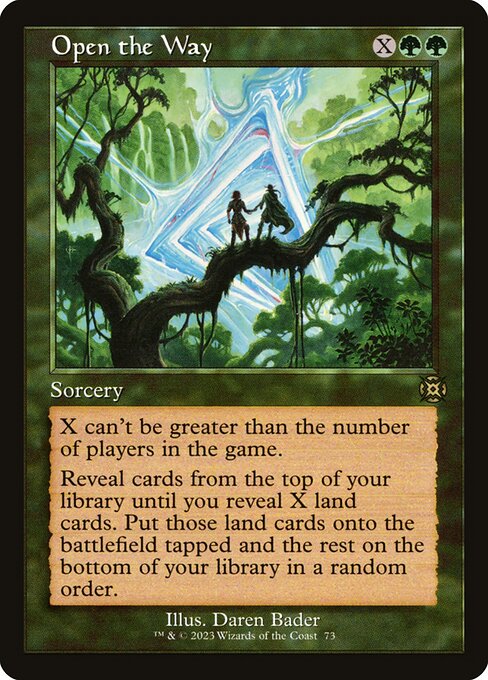 Open the Way X
Sorcery
X can't be greater than the number
of players in the game.
Reveal cards from the top of your
library until you reveal X land
cards. Put those land cards onto the
battlefield tapped and the rest on the
bottom of your library in a random
order.
Illus. Daren Bader
™ & © 2023 Wizards of the Coast 73